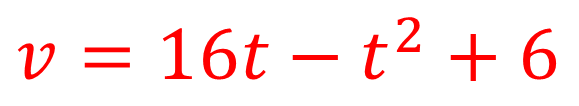 v = 16t − t² + 6